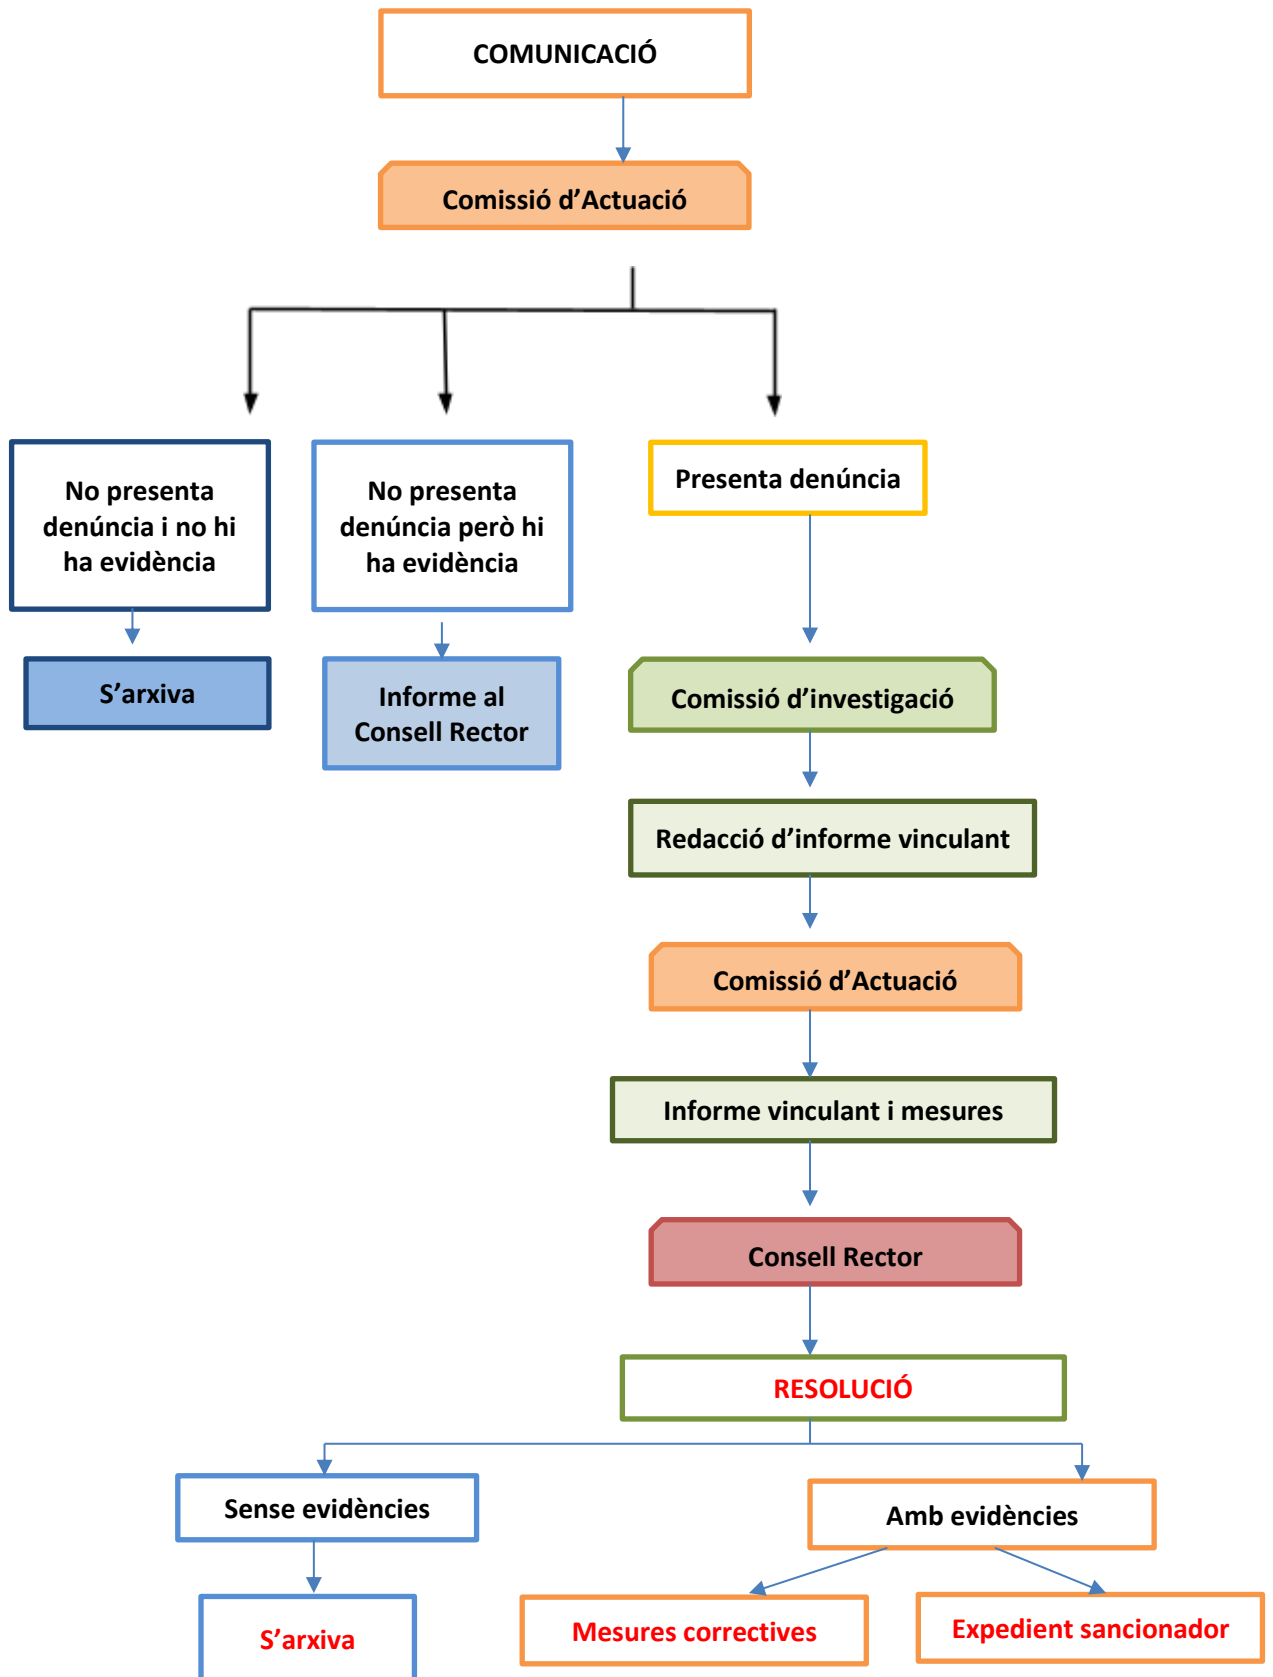 COMUNICACIÓ
Comissió d’Actuació
No presenta
denúncia i no hi
ha evidència
No presenta
denúncia però hi
ha evidència
Presenta denúncia
S’arxiva
Informe al
Consell Rector
Comissió d’investigació
Redacció d’informe vinculant
Comissió d’Actuació
Informe vinculant i mesures
Consell Rector
RESOLUCIÓ
Sense evidències
Amb evidències
S’arxiva
Mesures correctives
Expedient sancionador